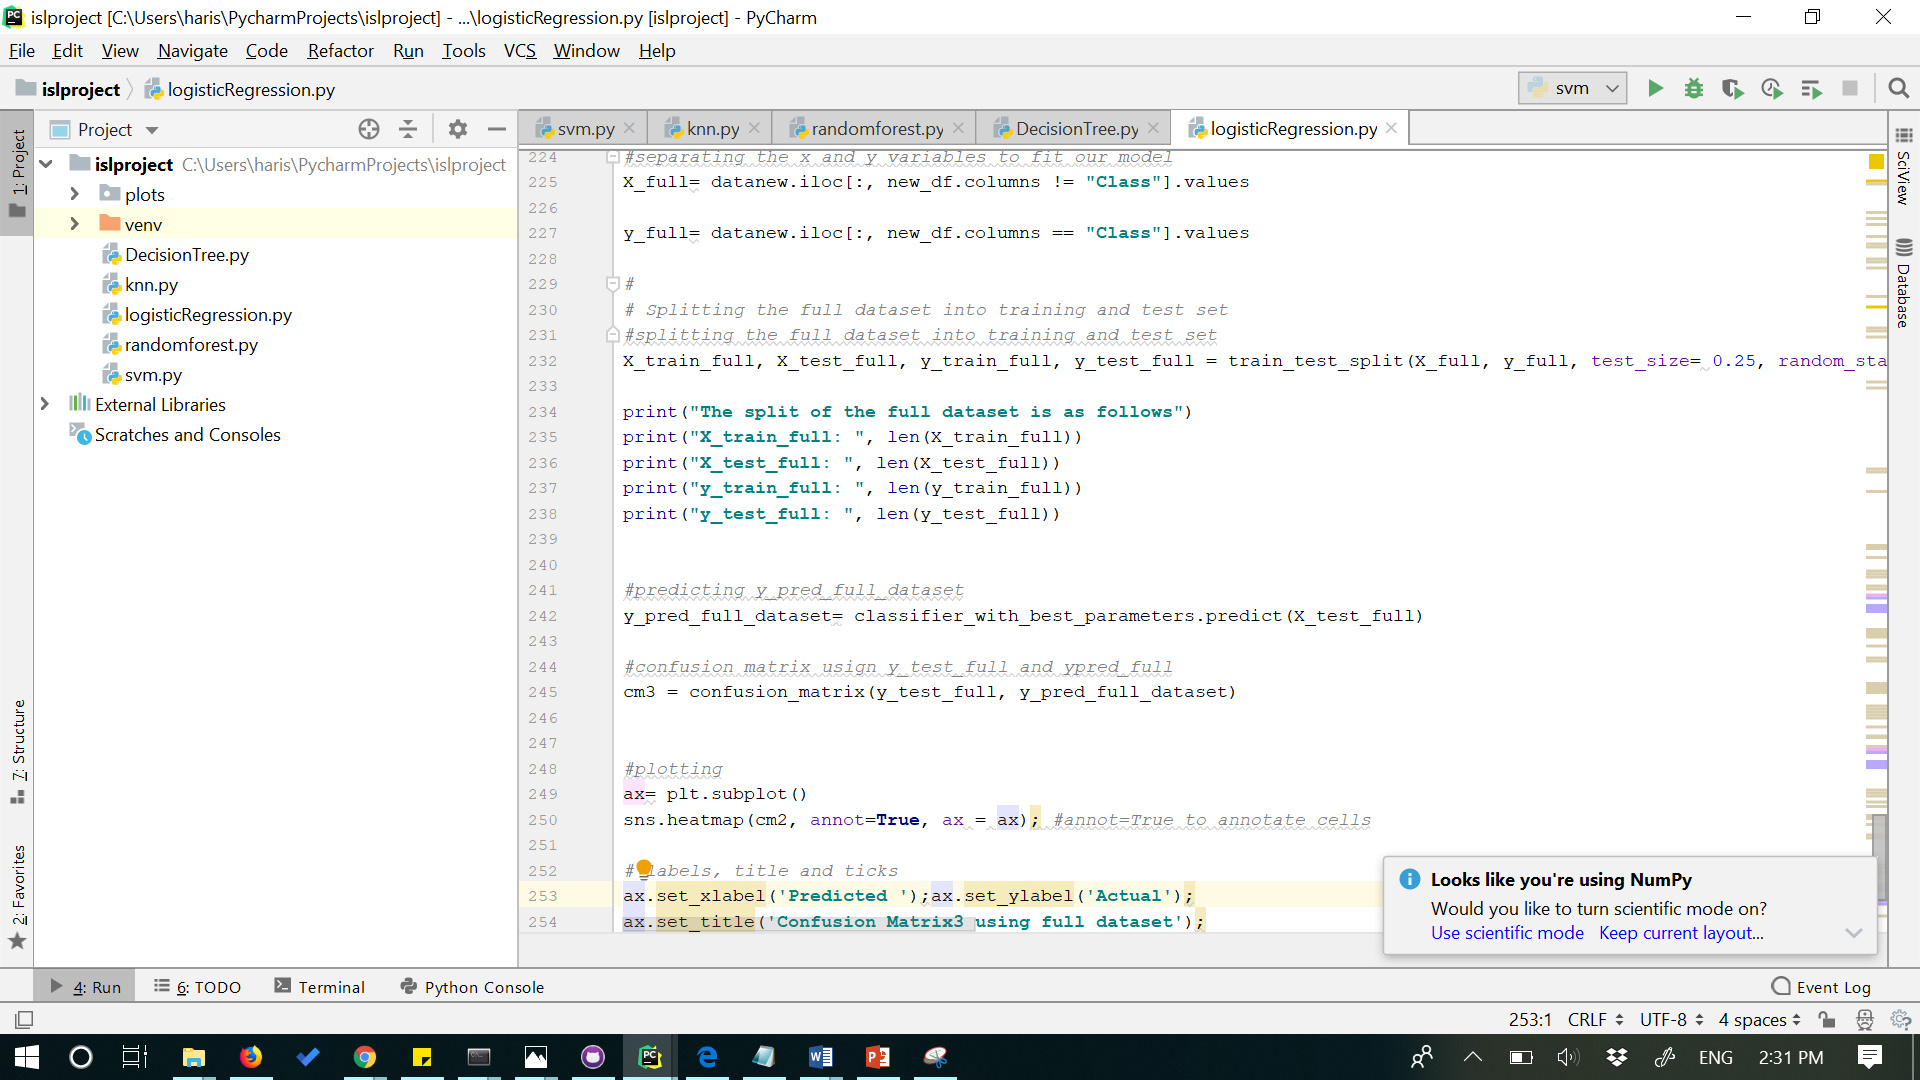 islproject [C:\Users\haris\PycharmProjects\islproject] - ...\logisticRegression.py [islproject] - PyCharm
File Edit View Navigate Code Refactor Run Tools VCS Window Help
islproject logisticRegression.py svm
1: Project
Project
svm.py knn.py randomforest.py DecisionTree.py logisticRegression.py
islproject C:\Users\haris\PycharmProjects\islproject
plots
venv
DecisionTree.py
knn.py
logisticRegression.py
randomforest.py
svm.py
External Libraries
Scratches and Consoles
7: Structure
2: Favorites
224 #separating the x and y variables to fit our model
225 X_full= datanew.iloc[:, new_df.columns != "Class"].values
226
227 y_full= datanew.iloc[:, new_df.columns == "Class"].values
228
229 #
230 # Splitting the full dataset into training and test set
231 #splitting the full dataset into training and test set
232 X_train_full, X_test_full, y_train_full, y_test_full = train_test_split(X_full, y_full, test_size= 0.25, random_sta
233
234 print("The split of the full dataset is as follows")
235 print("X_train_full: ", len(X_train_full))
236 print("X_test_full: ", len(X_test_full))
237 print("y_train_full: ", len(y_train_full))
238 print("y_test_full: ", len(y_test_full))
239
240
241 #predicting y_pred_full_dataset
242 y_pred_full_dataset= classifier_with_best_parameters.predict(X_test_full)
243
244 #confusion matrix usign y_test_full and ypred_full
245 cm3 = confusion_matrix(y_test_full, y_pred_full_dataset)
246
247
248 #plotting
249 ax= plt.subplot()
250 sns.heatmap(cm2, annot=True, ax = ax); #annot=True to annotate cells
251
252 # labels, title and ticks
253 ax.set_xlabel('Predicted ');ax.set_ylabel('Actual');
254 ax.set_title('Confusion Matrix3 using full dataset');
SciView
Database
Looks like you're using NumPy
Would you like to turn scientific mode on?
Use scientific mode Keep current layout...
4: Run 6: TODO Terminal Python Console Event Log
253:1 CRLF UTF-8 4 spaces
ENG 2:31 PM